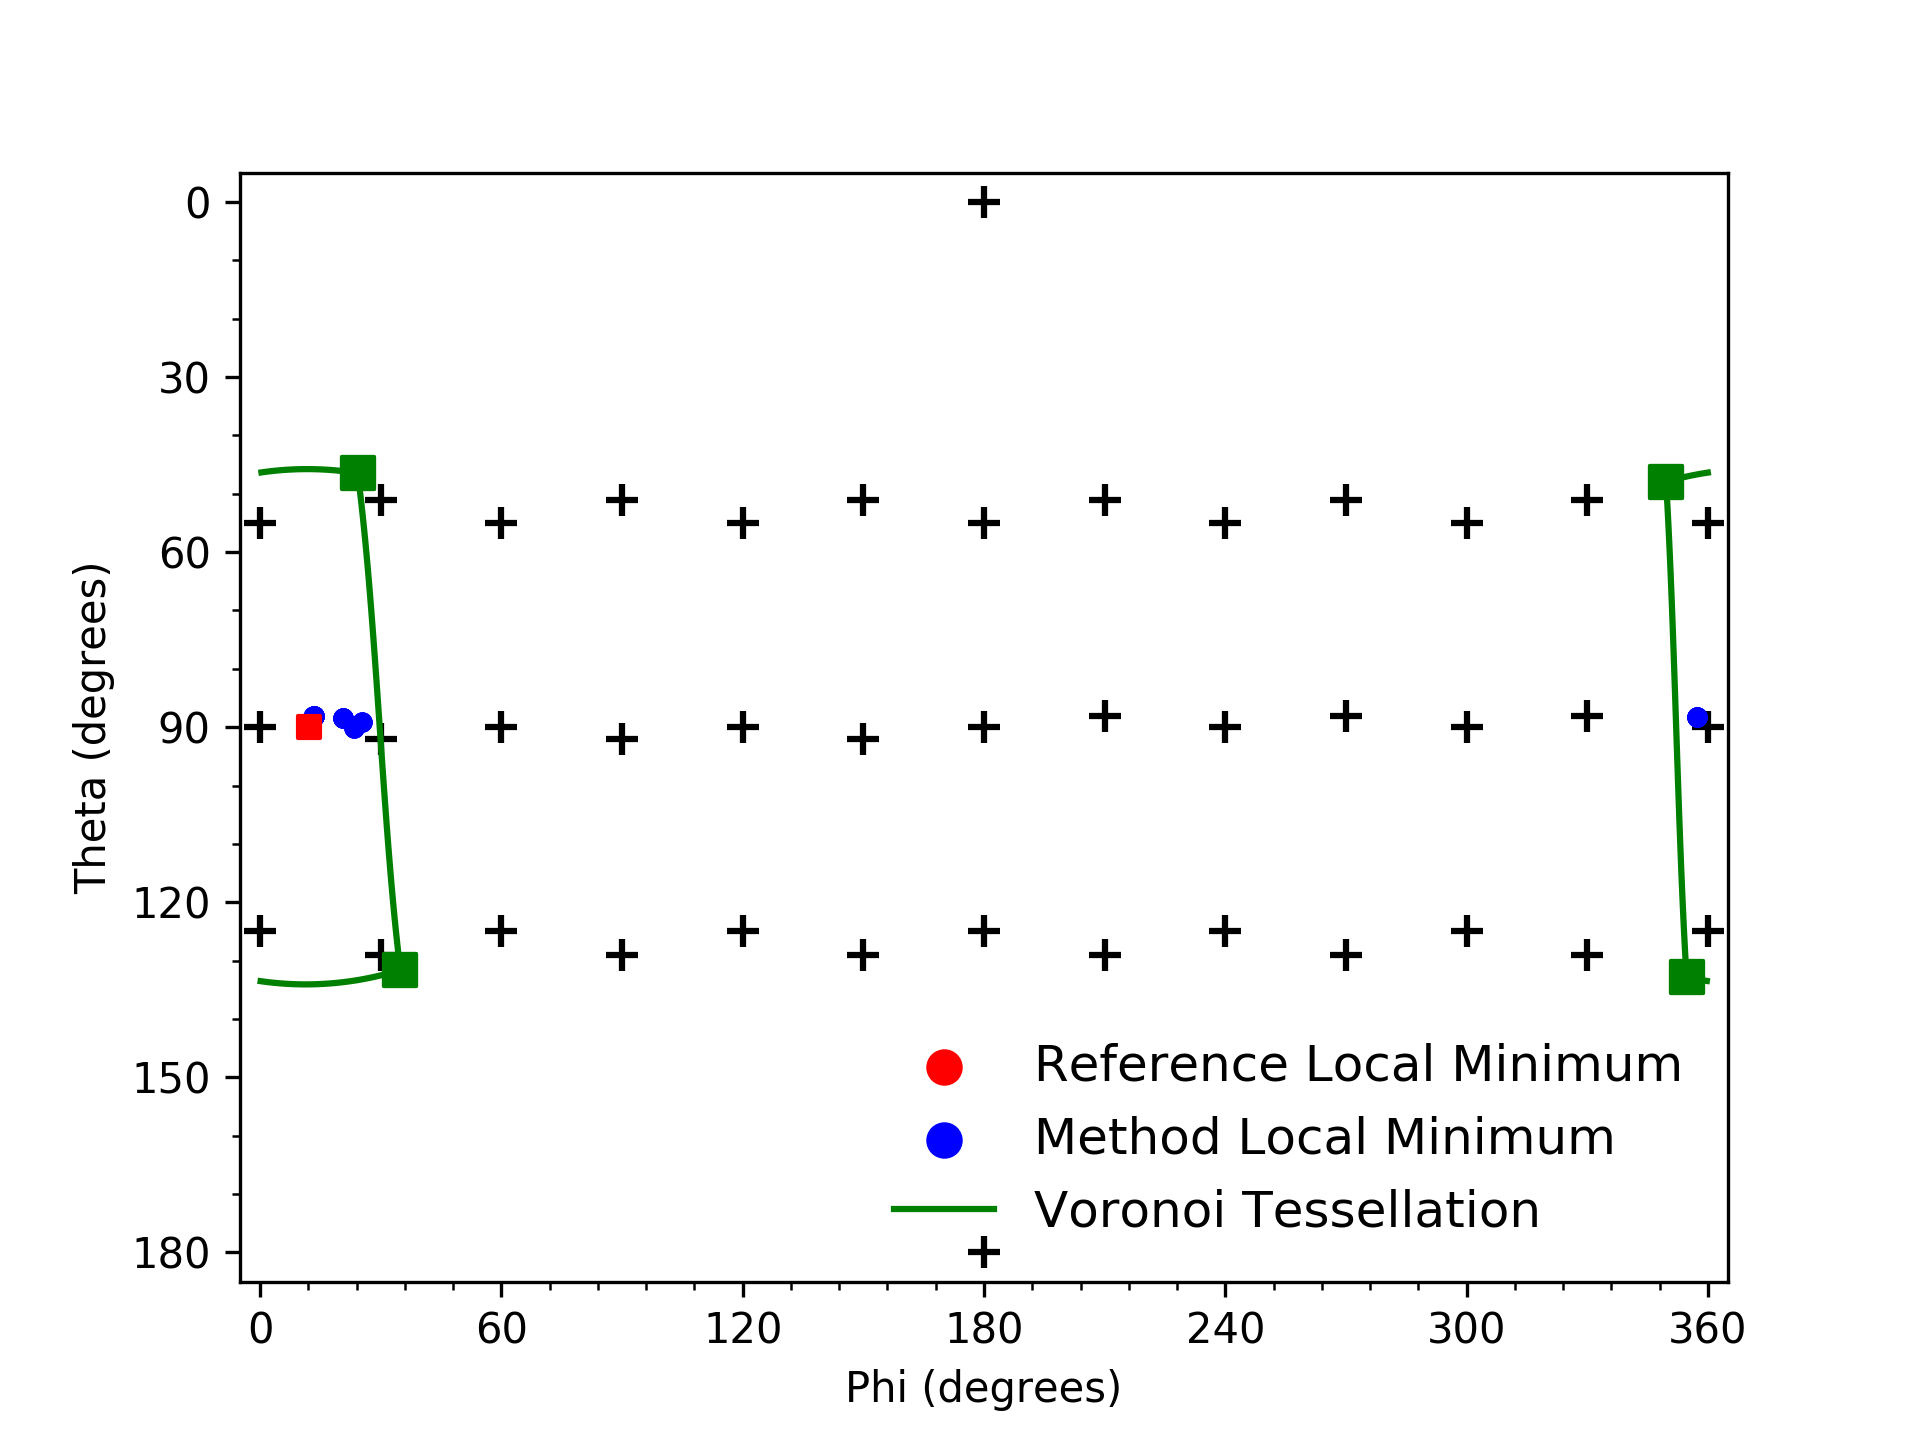 0
30
60
90
120
150
180
Theta (degrees)
Reference Local Minimum
Method Local Minimum
Voronoi Tessellation
0 60 120 180 240 300 360
Phi (degrees)